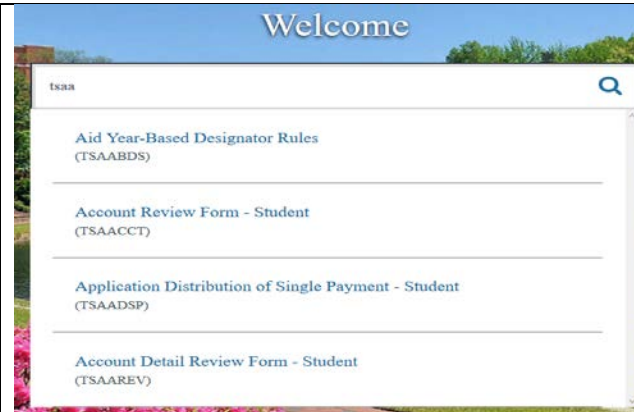 Welcome
tsaa
Aid Year-Based Designator Rules
(TSAABDS)
Account Review Form - Student
(TSAACCT)
Application Distribution of Single Payment - Student
(TSAADSP)
Account Detail Review Form - Student
(TSAAREV)